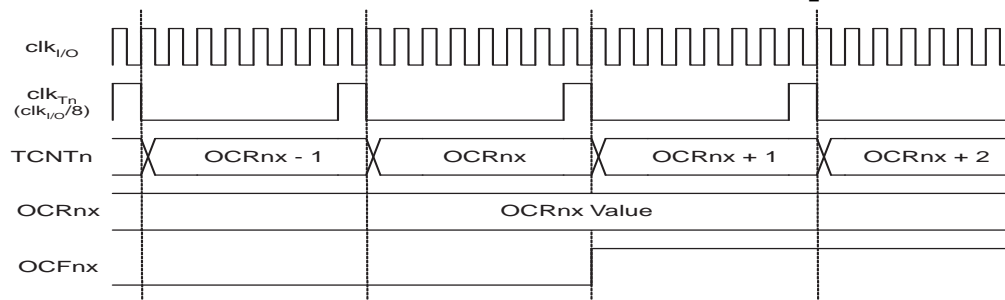 clkI/O
clkTn
(clkI/O/8)
TCNTn OCRnx - 1 OCRnx OCRnx + 1 OCRnx + 2
OCRnx OCRnx Value
OCFnx